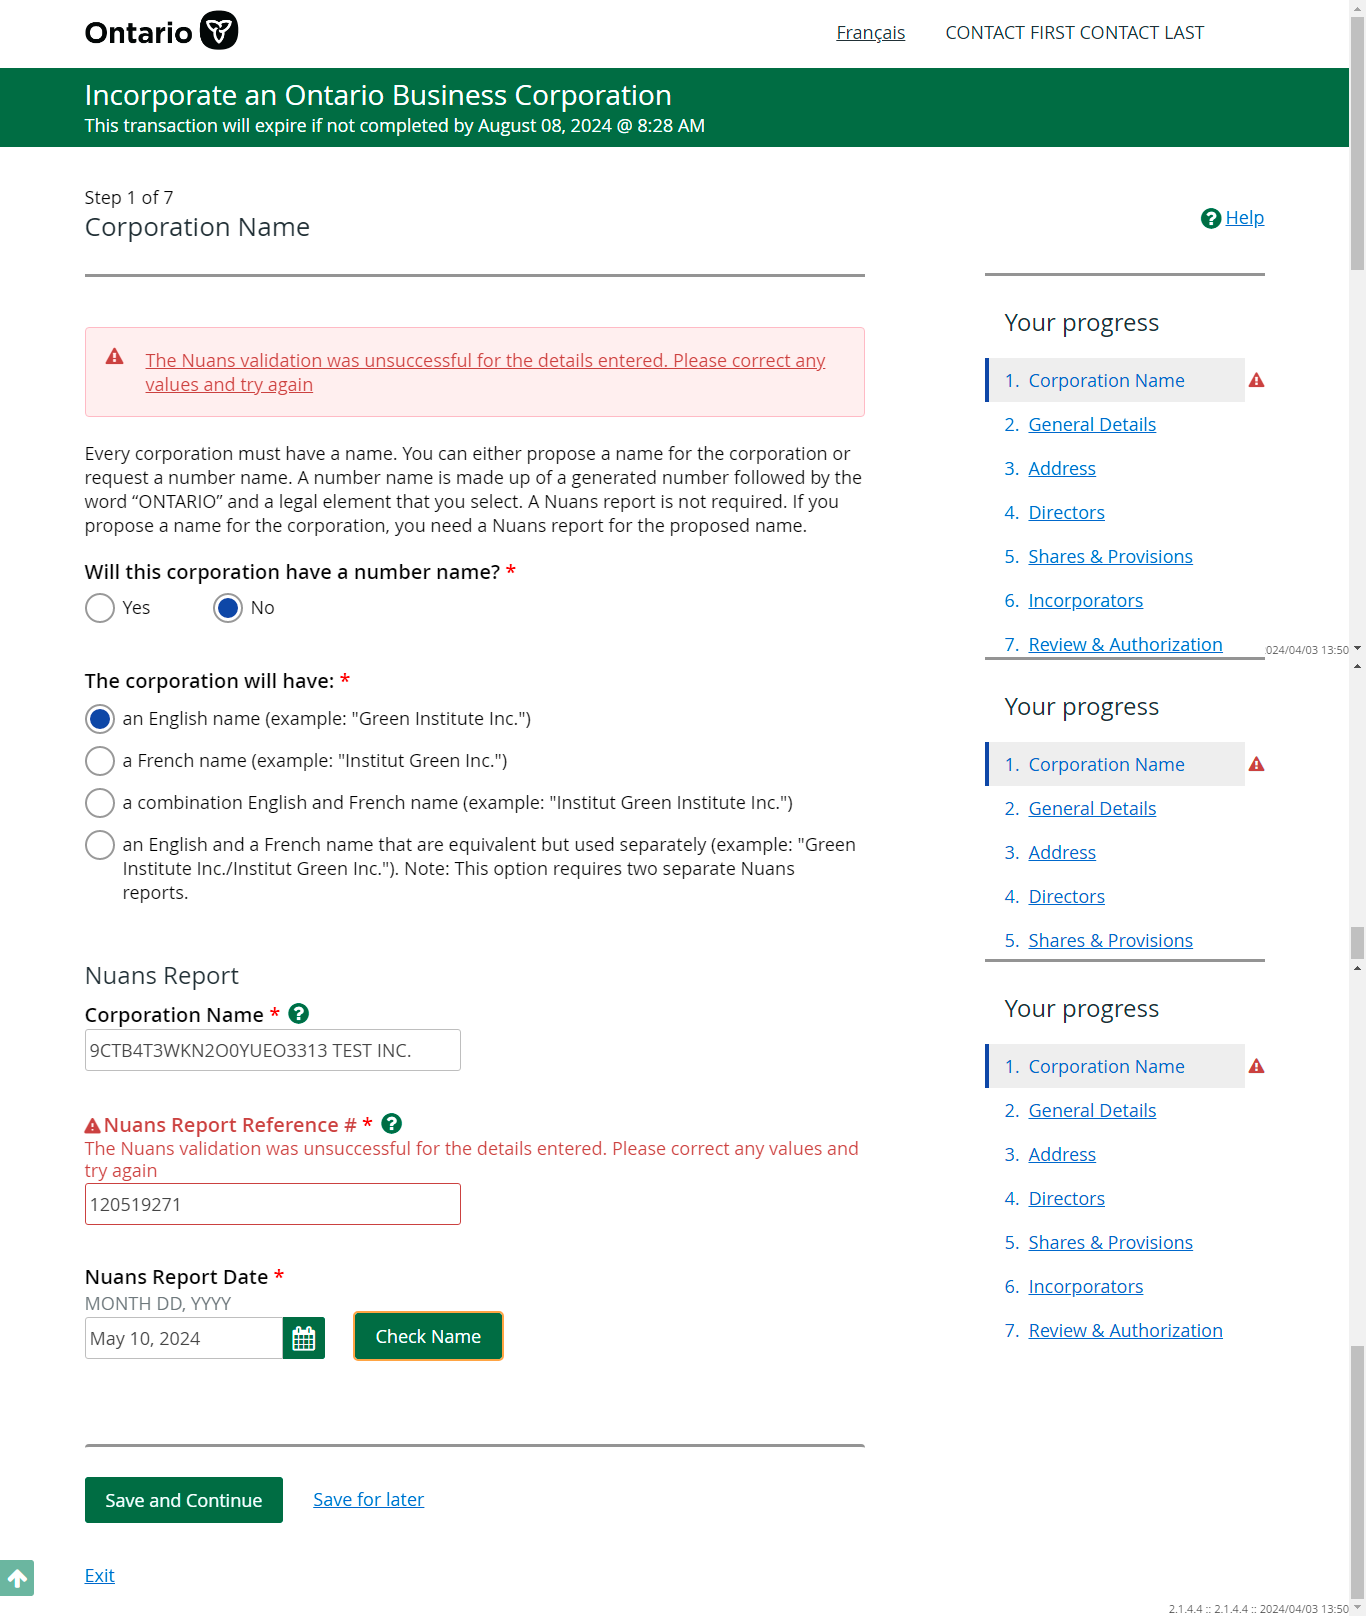 Ontario
Français
CONTACT FIRST CONTACT LAST
Incorporate an Ontario Business Corporation
This transaction will expire if not completed by August 08, 2024 @ 8:28 AM
Step 1 of 7
Corporation Name
Help
The Nuans validation was unsuccessful for the details entered. Please correct any
values and try again
Every corporation must have a name. You can either propose a name for the corporation or
request a number name. A number name is made up of a generated number followed by the
word “ONTARIO” and a legal element that you select. A Nuans report is not required. If you
propose a name for the corporation, you need a Nuans report for the proposed name.
Will this corporation have a number name? *
Yes
No
The corporation will have: *
an English name (example: "Green Institute Inc.")
a French name (example: "Institut Green Inc.")
a combination English and French name (example: "Institut Green Institute Inc.")
an English and a French name that are equivalent but used separately (example: "Green
Institute Inc./Institut Green Inc."). Note: This option requires two separate Nuans
reports.
Nuans Report
Corporation Name *
9CTB4T3WKN2O0YUEO3313 TEST INC.
Nuans Report Reference # *
The Nuans validation was unsuccessful for the details entered. Please correct any values and
try again
120519271
Nuans Report Date *
MONTH DD, YYYY
May 10, 2024
Check Name
Save and Continue
Save for later
Exit
Your progress
1. Corporation Name
2. General Details
3. Address
4. Directors
5. Shares & Provisions
6. Incorporators
7. Review & Authorization
024/04/03 13:50
Your progress
1. Corporation Name
2. General Details
3. Address
4. Directors
5. Shares & Provisions
Your progress
1. Corporation Name
2. General Details
3. Address
4. Directors
5. Shares & Provisions
6. Incorporators
7. Review & Authorization
2.1.4.4 :: 2.1.4.4 :: 2024/04/03 13:50